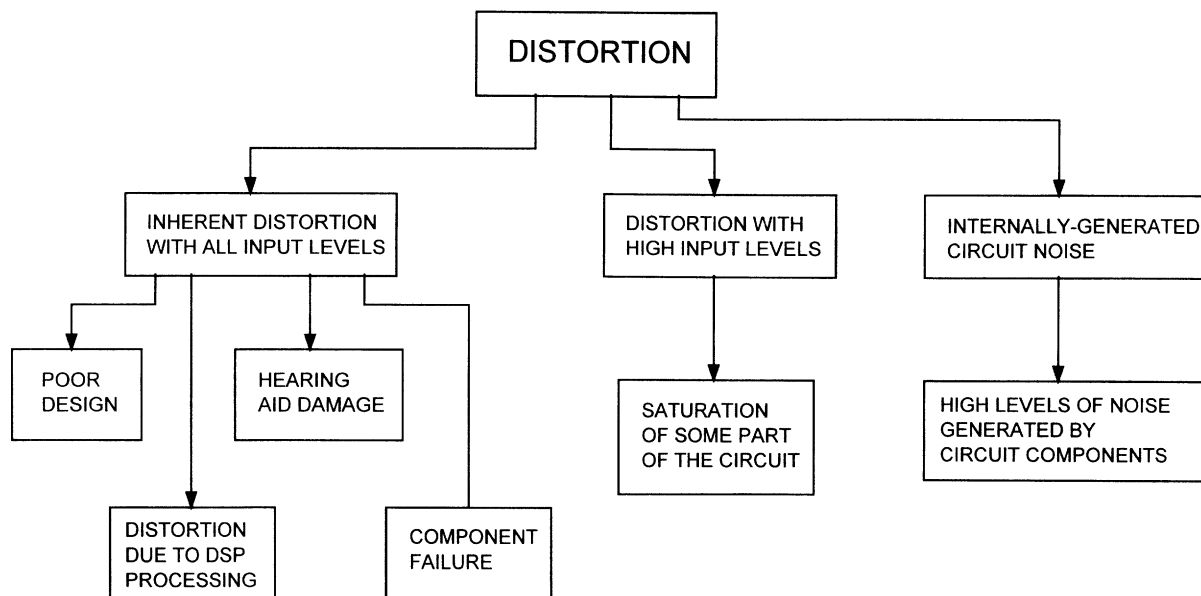 DISTORTION
INHERENT DISTORTION
WITH ALL INPUT LEVELS
DISTORTION WITH
HIGH INPUT LEVELS
INTERNALLY-GENERATED
CIRCUIT NOISE
POOR
DESIGN
HEARING
AID DAMAGE
SATURATION
OF SOME PART
OF THE CIRCUIT
HIGH LEVELS OF NOISE
GENERATED BY
CIRCUIT COMPONENTS
DISTORTION
DUE TO DSP
PROCESSING
COMPONENT
FAILURE